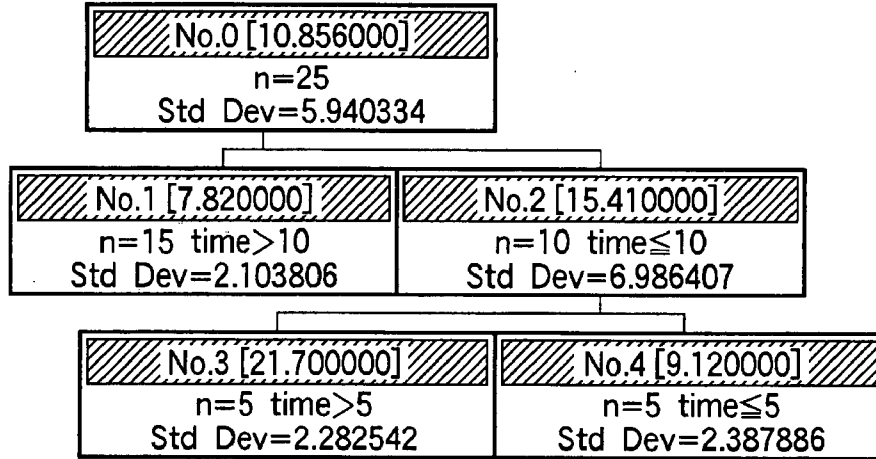 No.0 [10.856000]
n=25
Std Dev=5.940334
No.1 [7.820000]
n=15 time>10
Std Dev=2.103806
No.2 [15.410000]
n=10 time≦10
Std Dev=6.986407
No.3 [21.700000]
n=5 time>5
Std Dev=2.282542
No.4 [9.120000]
n=5 time≦5
Std Dev=2.387886